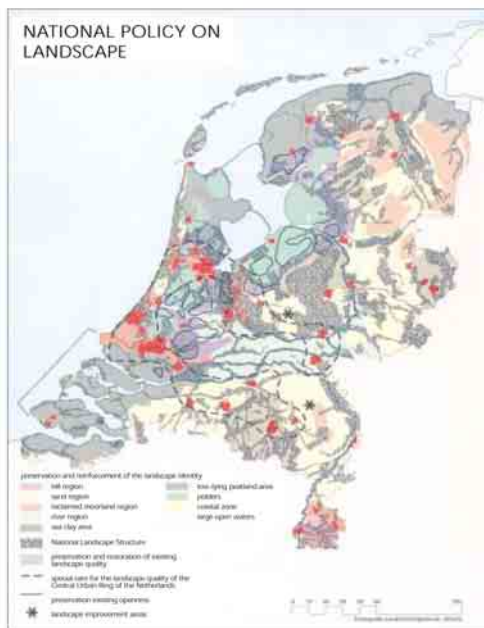 NATIONAL POLICY ON
LANDSCAPE
preservation and reinforcement of the landscape identity
hill region
sand region
reclaimed moorland region
river region
sea clay area
low-lying peatland area
polders
coastal zone
large open waters
National Landscape Structure
preservation and restoration of existing
landscape quality
special care for the landscape quality of the
Central Urban Ring of the Netherlands
preservation existing openness
landscape improvement areas